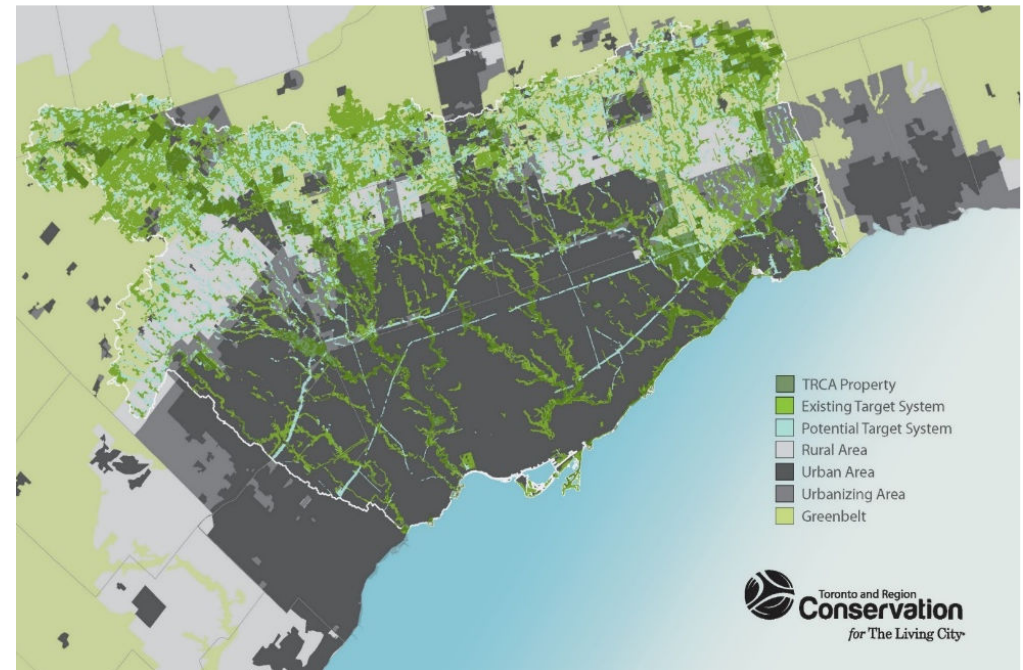 TRCA Property
Existing Target System
Potential Target System
Rural Area
Urban Area
Urbanizing Area
Greenbelt
Toronto and Region
Conservation
for The Living City